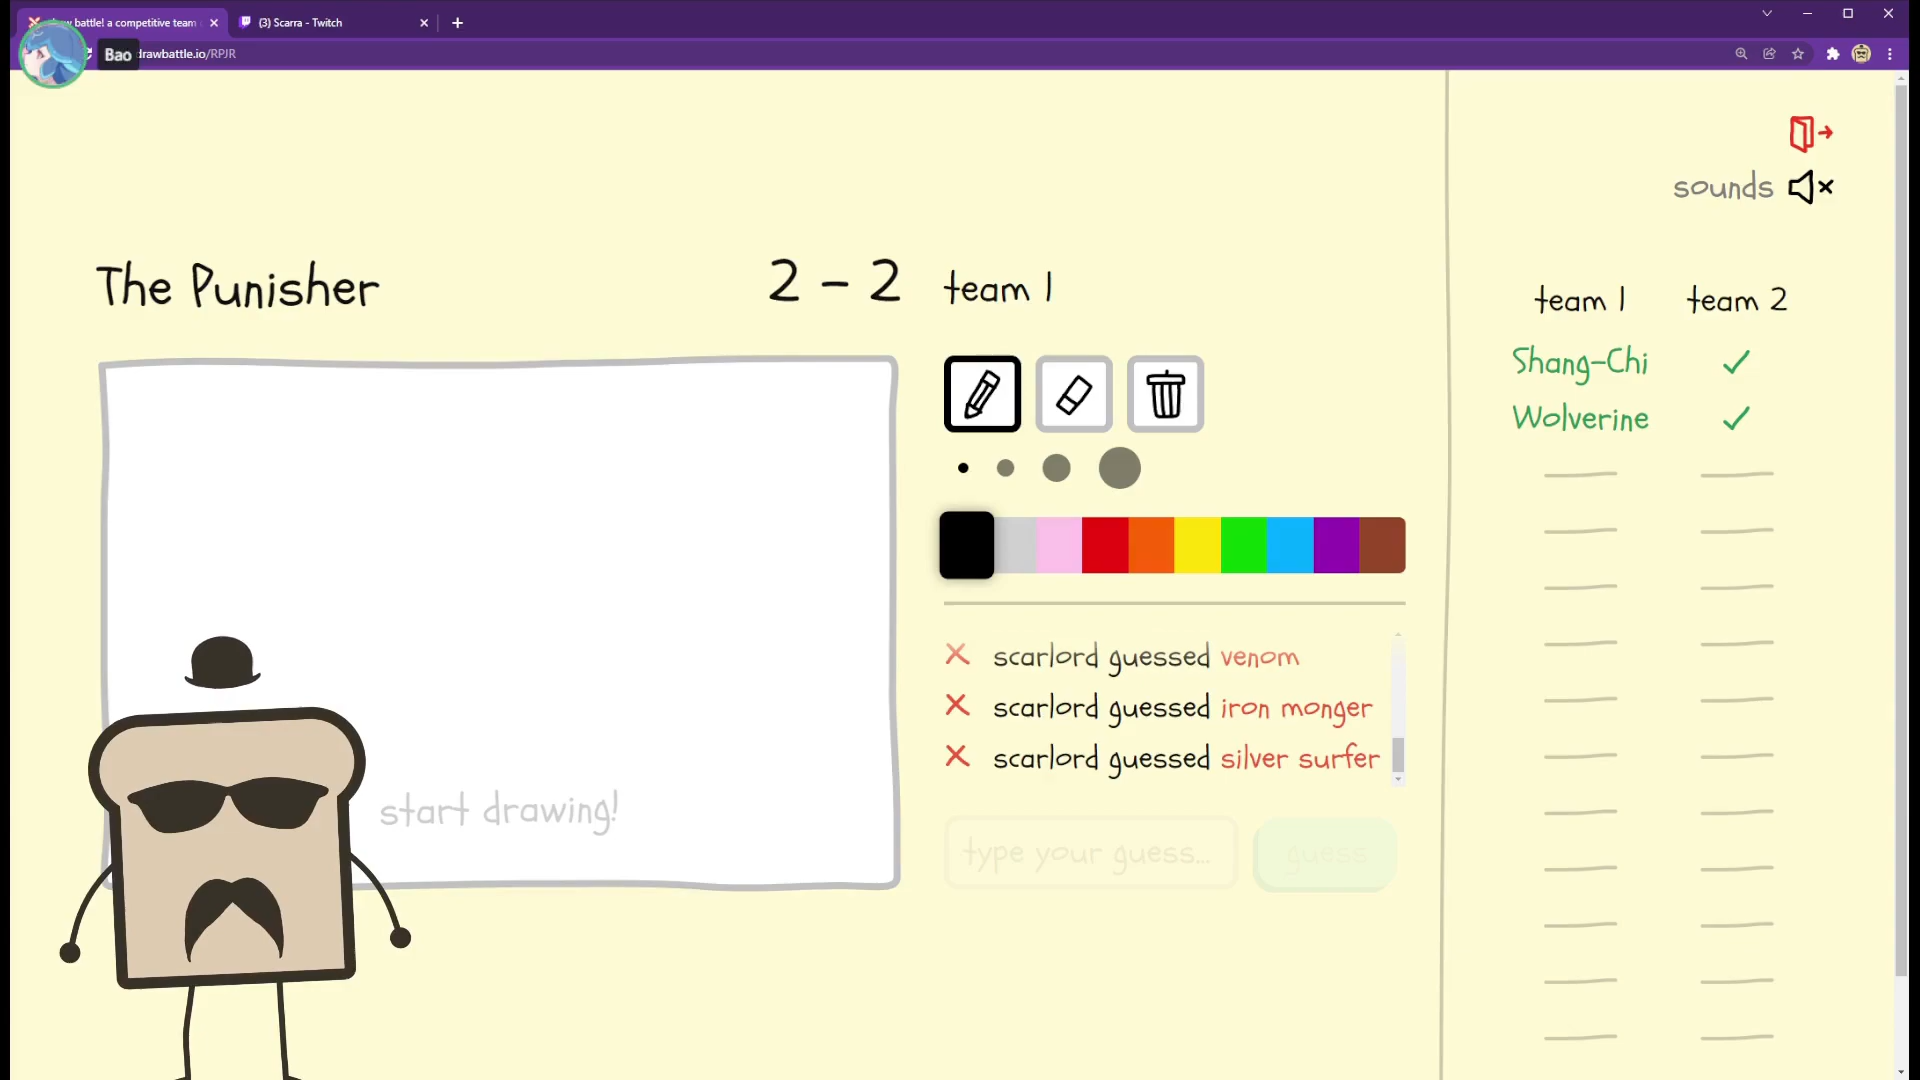 draw battle! a competitive team
(3) Scarra - Twitch
Bao
drawbattle.io/RPJR
sounds
The Punisher
2 - 2
team 1
team 1
team 2
Shang-Chi
Wolverine
scarlord guessed venom
scarlord guessed iron monger
scarlord guessed silver surfer
start drawing!
type your guess...
guess